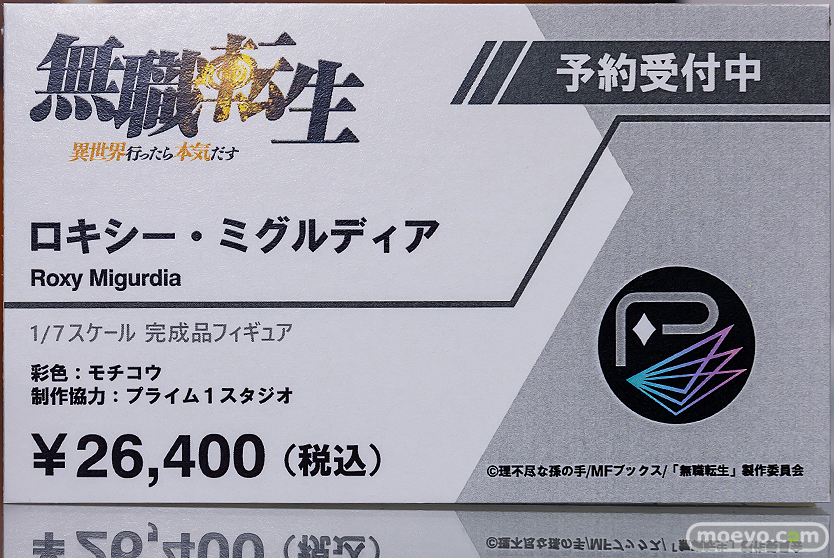 無職転生
異世界行ったら本気だす
予約受付中
ロキシー・ミグルディア
Roxy Migurdia
1/7スケール 完成品フィギュア
彩色：モチコウ
制作協力：プライム1スタジオ
¥26,400（税込）
©理不尽な孫の手/MFブックス/「無職転生」製作委員会
moeyo.com